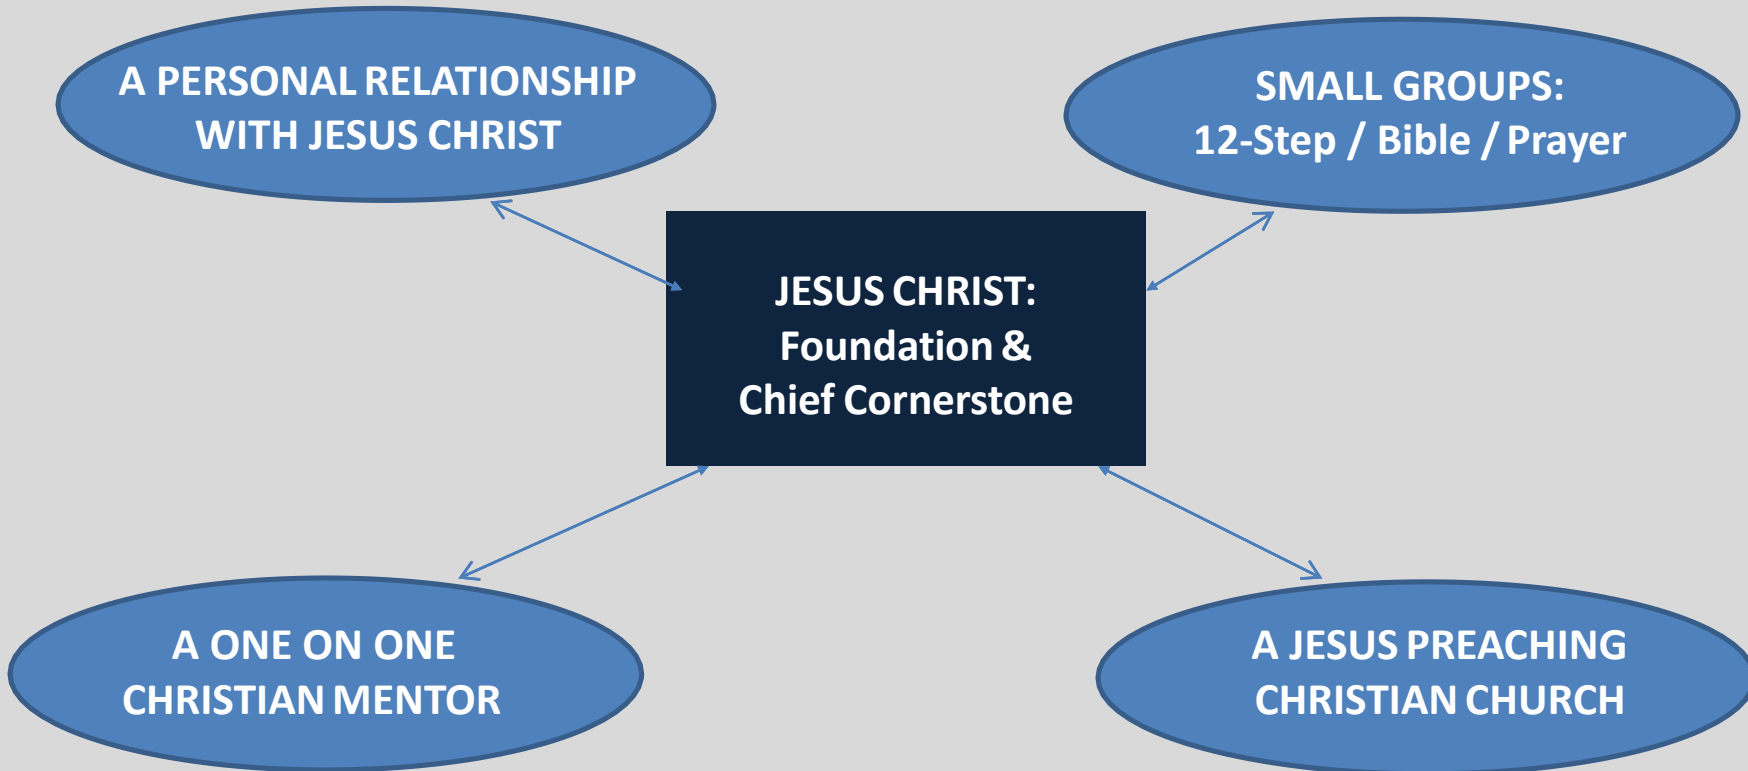 A PERSONAL RELATIONSHIP
WITH JESUS CHRIST
SMALL GROUPS:
12-Step / Bible / Prayer
JESUS CHRIST:
Foundation &
Chief Cornerstone
A ONE ON ONE
CHRISTIAN MENTOR
A JESUS PREACHING
CHRISTIAN CHURCH